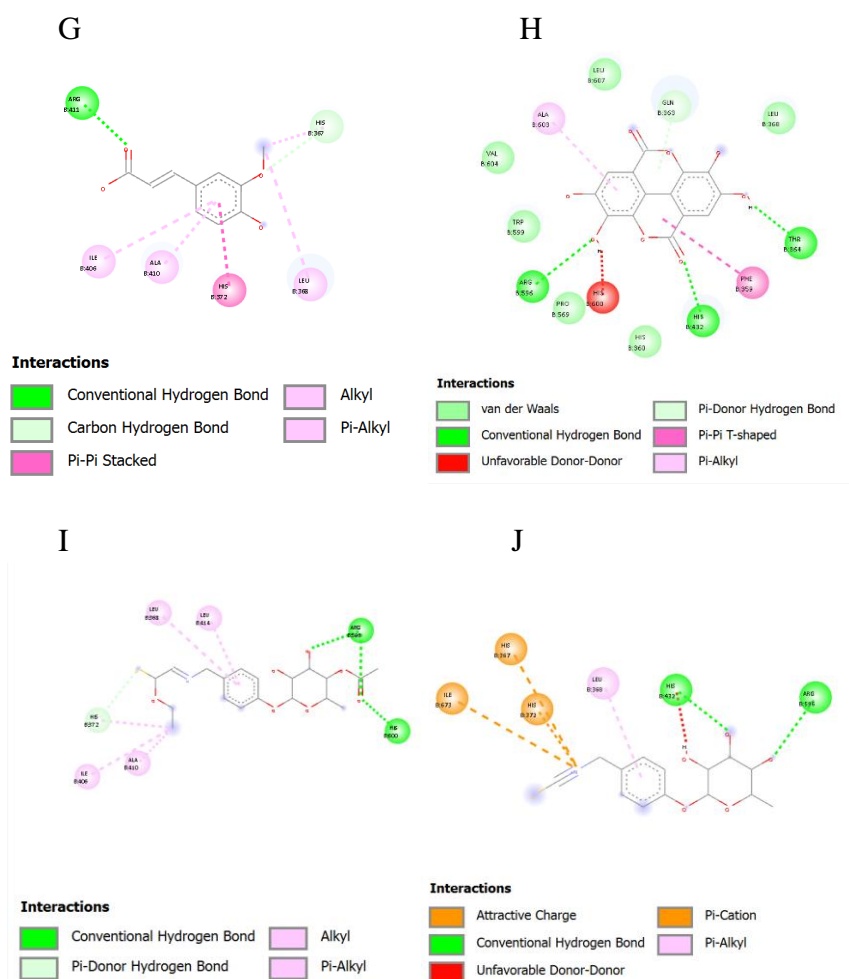 G
H
ARG
B:411
HIS
B:367
ILE
B:406
ALA
B:410
HIS
B:372
LEU
B:368
Interactions
Conventional Hydrogen Bond
Alkyl
Carbon Hydrogen Bond
Pi-Alkyl
Pi-Pi Stacked
LEU
B:607
ALA
B:603
GLN
B:363
LEU
B:368
VAL
B:604
TRP
B:599
THR
B:364
ARG
B:596
HIS
B:600
PRO
B:569
PHE
B:359
HIS
B:432
HIS
B:360
Interactions
van der Waals
Pi-Donor Hydrogen Bond
Conventional Hydrogen Bond
Pi-Pi T-shaped
Unfavorable Donor-Donor
Pi-Alkyl
I
J
LEU
B:368
LEU
B:414
ARG
B:596
HIS
B:372
HIS
B:600
ILE
B:406
ALA
B:410
Interactions
Conventional Hydrogen Bond
Alkyl
Pi-Donor Hydrogen Bond
Pi-Alkyl
HIS
B:367
ILE
B:673
HIS
B:372
LEU
B:368
HIS
B:432
ARG
B:596
Interactions
Attractive Charge
Pi-Cation
Conventional Hydrogen Bond
Pi-Alkyl
Unfavorable Donor-Donor